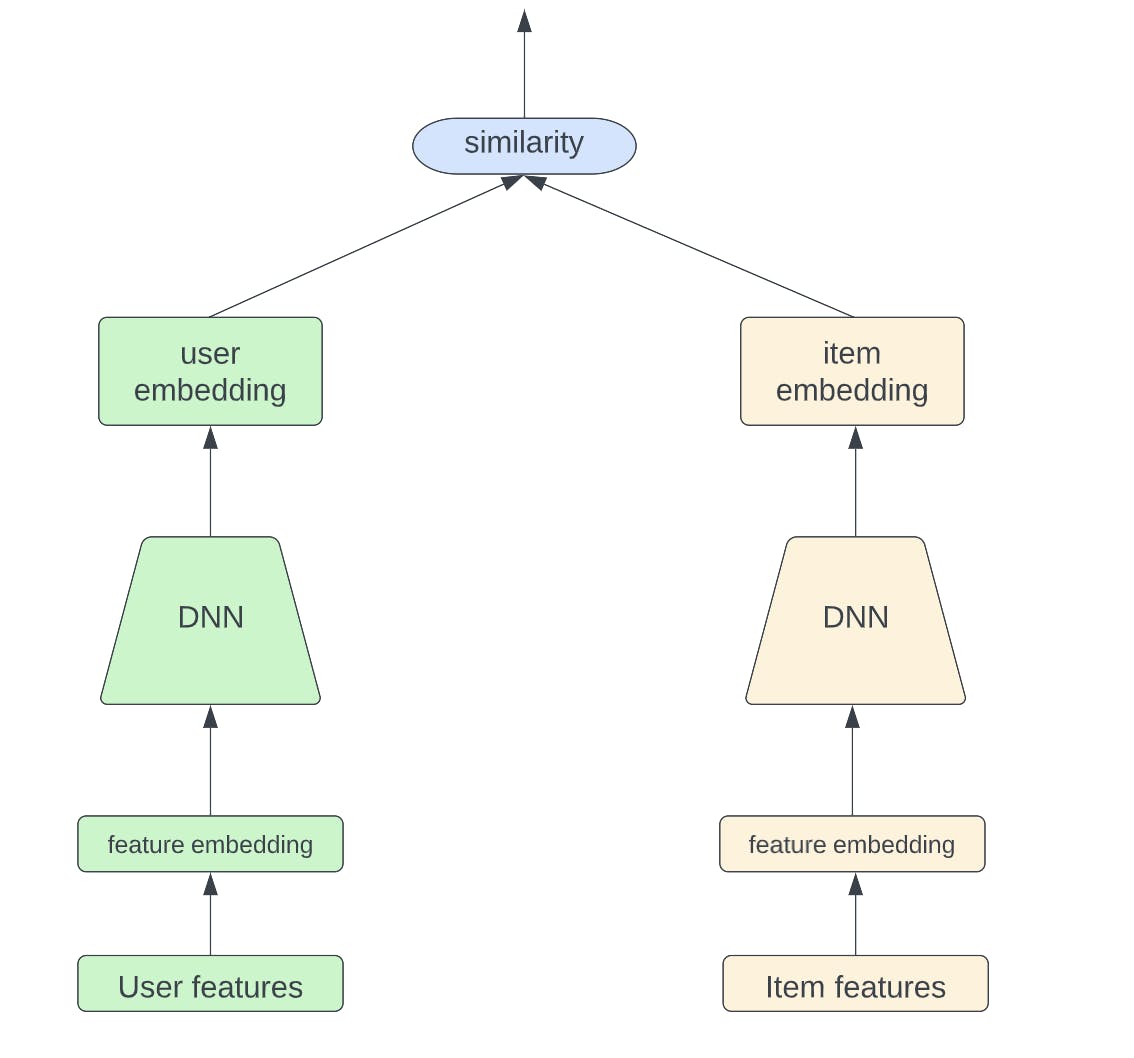 similarity
user
embedding
item
embedding
DNN
DNN
feature embedding
feature embedding
User features
Item features